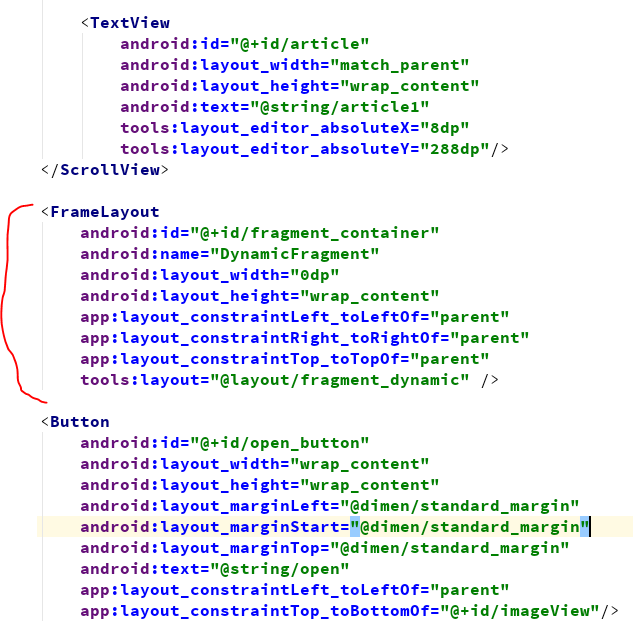 <TextView
android:id="@+id/article"
android:layout_width="match_parent"
android:layout_height="wrap_content"
android:text="@string/article1"
tools:layout_editor_absoluteX="8dp"
tools:layout_editor_absoluteY="288dp"/>
</ScrollView>
<FrameLayout
android:id="@+id/fragment_container"
android:name="DynamicFragment"
android:layout_width="0dp"
android:layout_height="wrap_content"
app:layout_constraintLeft_toLeftOf="parent"
app:layout_constraintRight_toRightOf="parent"
app:layout_constraintTop_toTopOf="parent"
tools:layout="@layout/fragment_dynamic" />
<Button
android:id="@+id/open_button"
android:layout_width="wrap_content"
android:layout_height="wrap_content"
android:layout_marginLeft="@dimen/standard_margin"
android:layout_marginStart="@dimen/standard_margin"
android:layout_marginTop="@dimen/standard_margin"
android:text="@string/open"
app:layout_constraintLeft_toLeftOf="parent"
app:layout_constraintTop_toBottomOf="@+id/imageView"/>